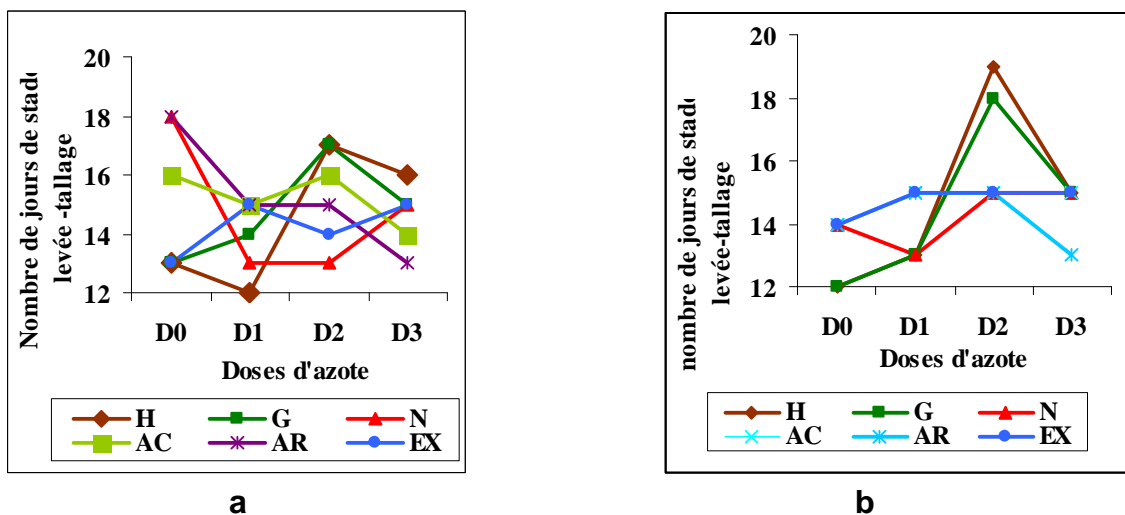 Nombre de jours de stade
levée -tallage
20
18
16
14
12
D0 D1 D2 D3
Doses d'azote
H G N
AC AR EX
a
nombre de jours de stade
levée-tallage
20
18
16
14
12
D0 D1 D2 D3
Doses d'azote
H G N
AC AR EX
b